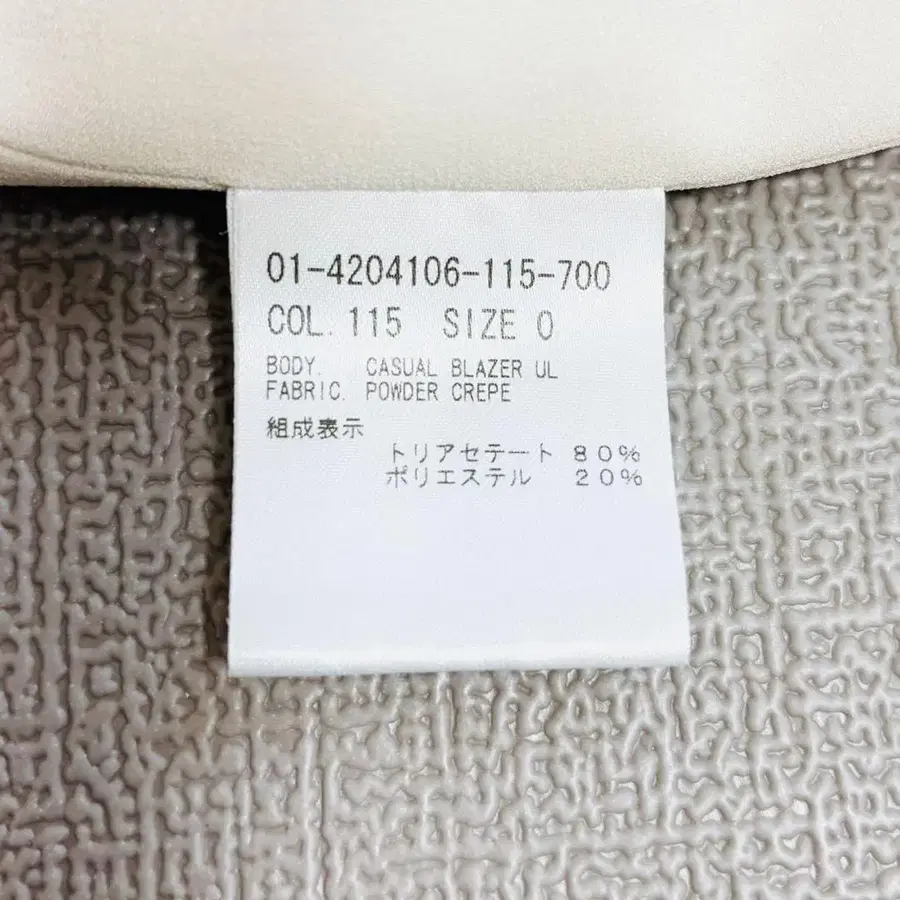 01-4204106-115-700
COL. 115 SIZE 0
BODY. CASUAL BLAZER UL
FABRIC. POWDER CREPE
組成表示
トリアセテート 80%
ポリエステル 20%